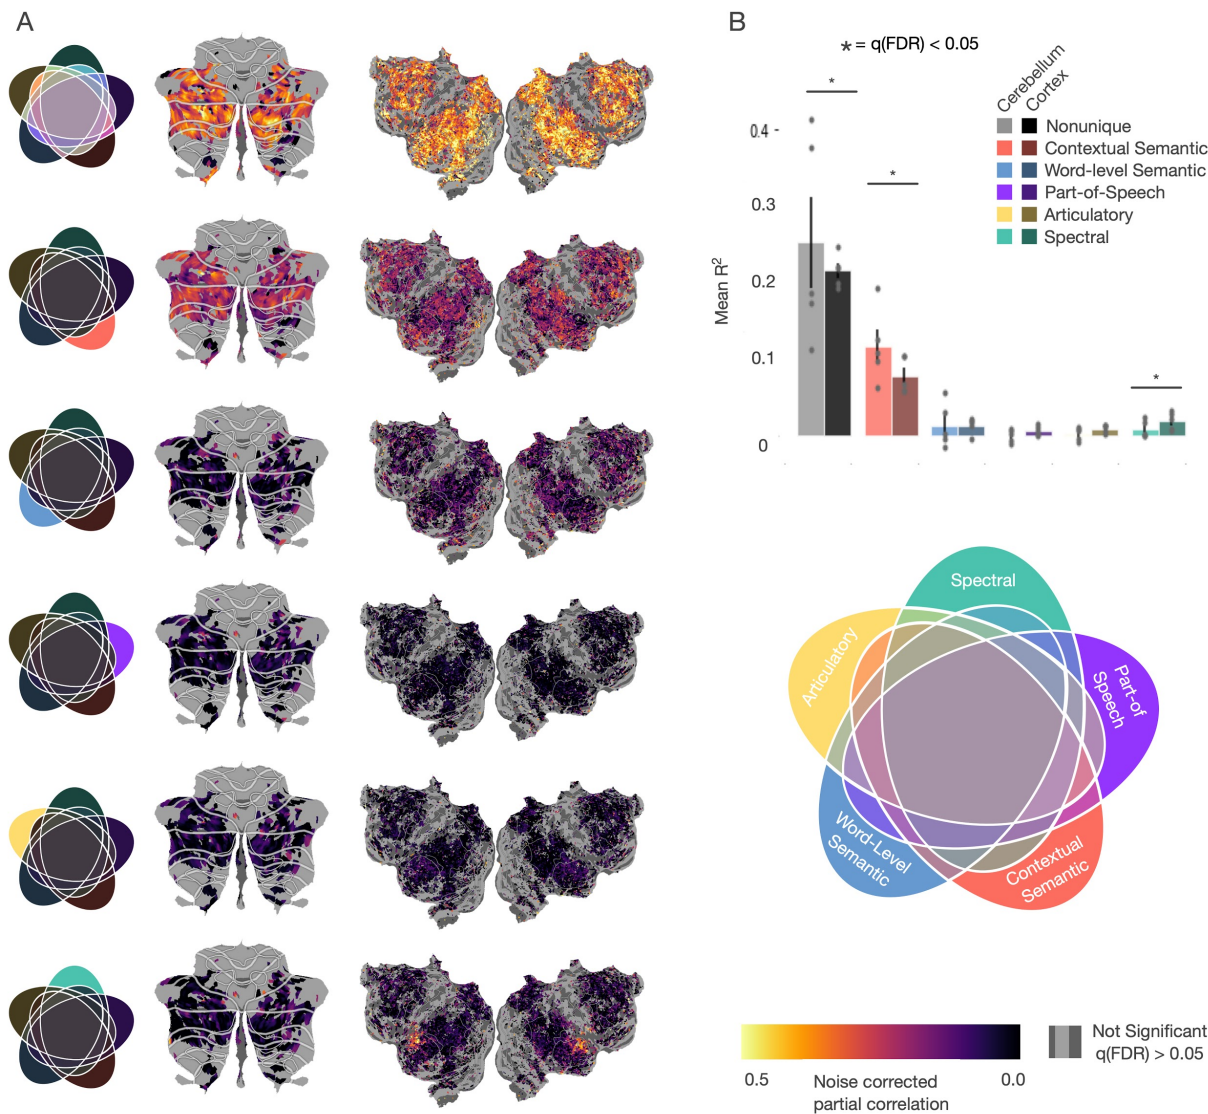 A
B
* = q(FDR) < 0.05
Cerebellum
Cortex
Nonunique
Contextual Semantic
Word-level Semantic
Part-of-Speech
Articulatory
Spectral
*
*
*
Mean R²
0.4
0.3
0.2
0.1
0
Spectral
Articulatory
Part-of
Speech
Word-Level
Semantic
Contextual
Semantic
0.5
Noise corrected
partial correlation
0.0
Not Significant
q(FDR) > 0.05